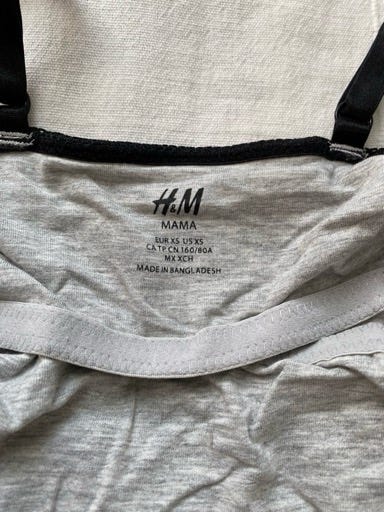 H&M
MAMA
EUR XS US XS
CA TP CN 160/80A
MX XCH
MADE IN BANGLADESH